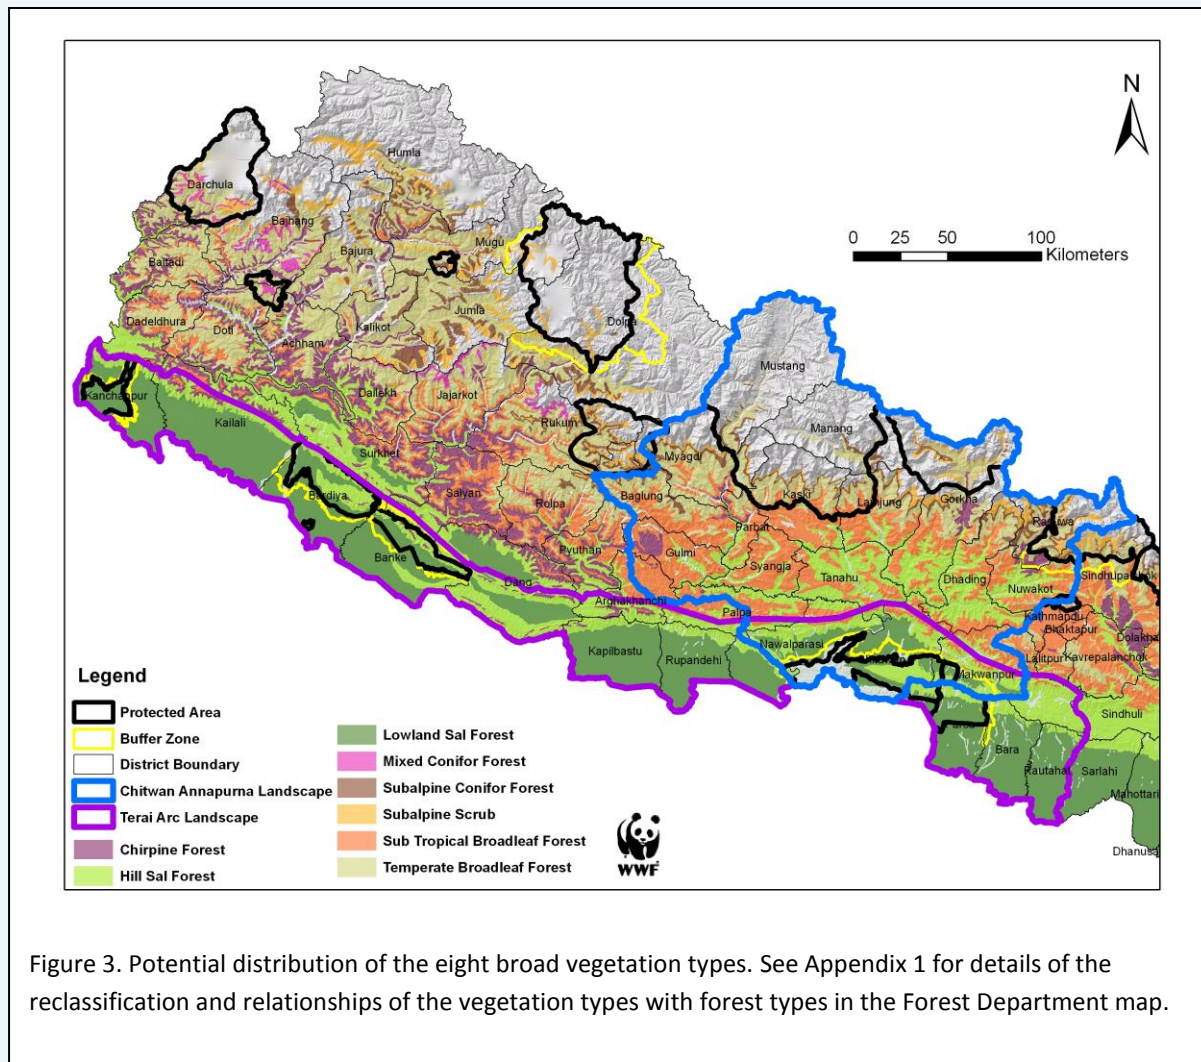 N
0 25 50 100
Kilometers
Humla
Darchula
Bajhang
Mugu
Bajura
Baitadi
Jumla
Dolpa
Dadeldhura
Doti
Kalikot
Achham
Mustang
Kanchanpur
Dailekh
Jajarkot
Kailali
Rukum
Manang
Surkhet
Myagdi
Bardiya
Salyan
Rolpa
Baglung
Kaski
Lamjung
Gorkha
Parbat
Rasuwa
Banke
Pyuthan
Gulmi
Syangja
Tanahu
Dhading
Nuwakot
Sindhupalchok
Dang
Arghakhanchi
Palpa
Kathmandu
Bhaktapur
Dolakha
Kapilbastu
Rupandehi
Nawalparasi
Makwanpur
Lalitpur
Kavrepalanchok
Sindhuli
Bara
Rautahat
Sarlahi
Mahottari
Dhanusa
Legend
Protected Area
Buffer Zone
District Boundary
Chitwan Annapurna Landscape
Terai Arc Landscape
Chirpine Forest
Hill Sal Forest
Lowland Sal Forest
Mixed Conifor Forest
Subalpine Conifor Forest
Subalpine Scrub
Sub Tropical Broadleaf Forest
Temperate Broadleaf Forest
WWF
Figure 3. Potential distribution of the eight broad vegetation types. See Appendix 1 for details of the
reclassification and relationships of the vegetation types with forest types in the Forest Department map.